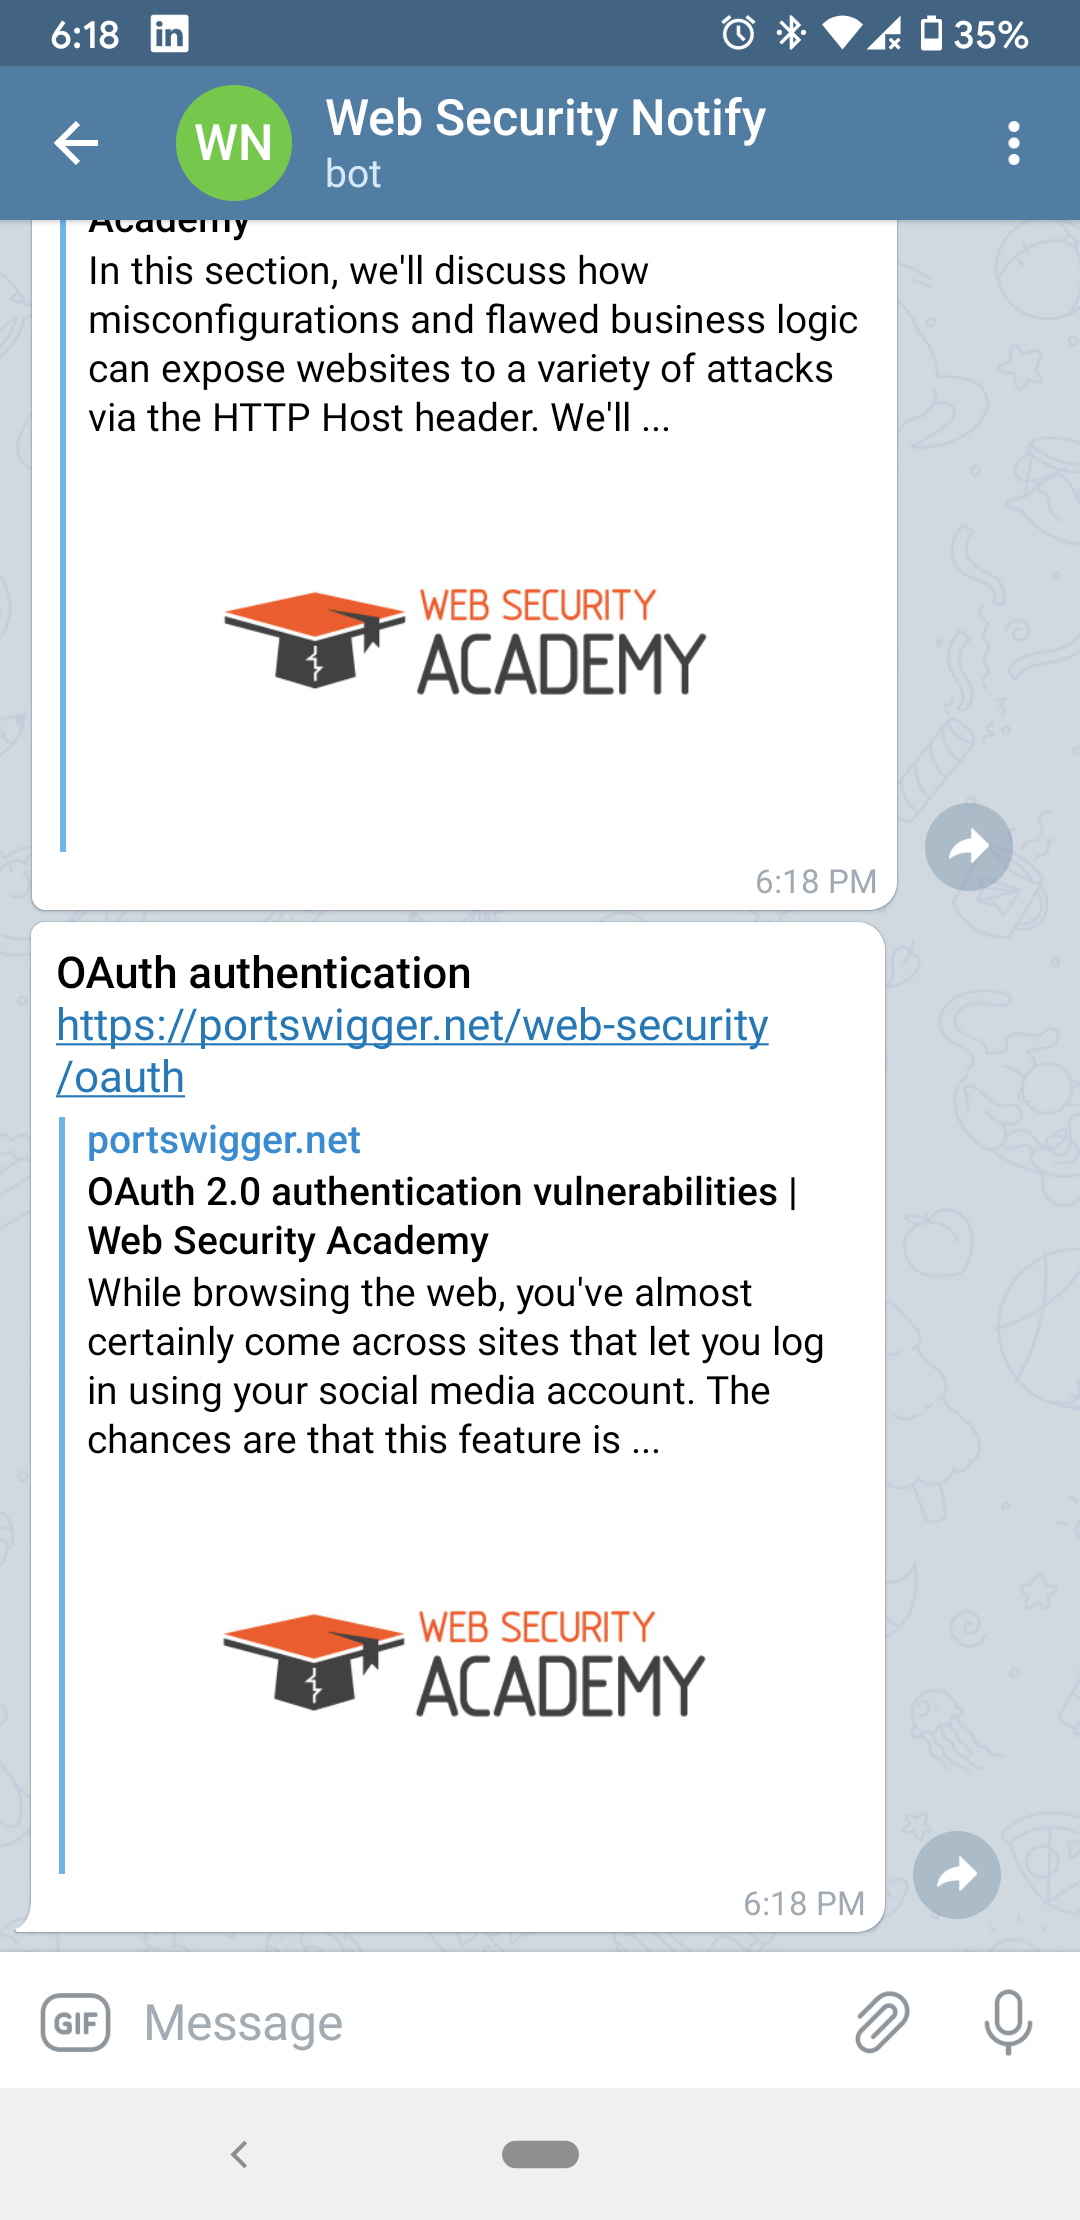 6:18 in 35%
WN Web Security Notify
bot
Academy
In this section, we'll discuss how
misconfigurations and flawed business logic
can expose websites to a variety of attacks
via the HTTP Host header. We'll ...
WEB SECURITY
ACADEMY
6:18 PM
OAuth authentication
https://portswigger.net/web-security
/oauth
portswigger.net
OAuth 2.0 authentication vulnerabilities |
Web Security Academy
While browsing the web, you've almost
certainly come across sites that let you log
in using your social media account. The
chances are that this feature is ...
WEB SECURITY
ACADEMY
6:18 PM
GIF Message